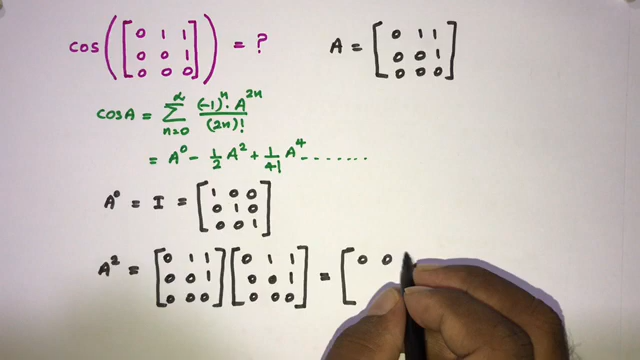 cos([0 1 1
0 0 1
0 0 0]) = ?
A = [0 1 1
0 0 1
0 0 0]
cos A = ∑_{n=0}^{∝} (-1)^n · A^{2n} / (2n)!
= A^0 - 1/2 A^2 + 1/4! A^4 - - - - - - - -
A^0 = I = [1 0 0
0 1 0
0 0 1]
A^2 = [0 1 1
0 0 1
0 0 0] [0 1 1
0 0 1
0 0 0] = [0 0